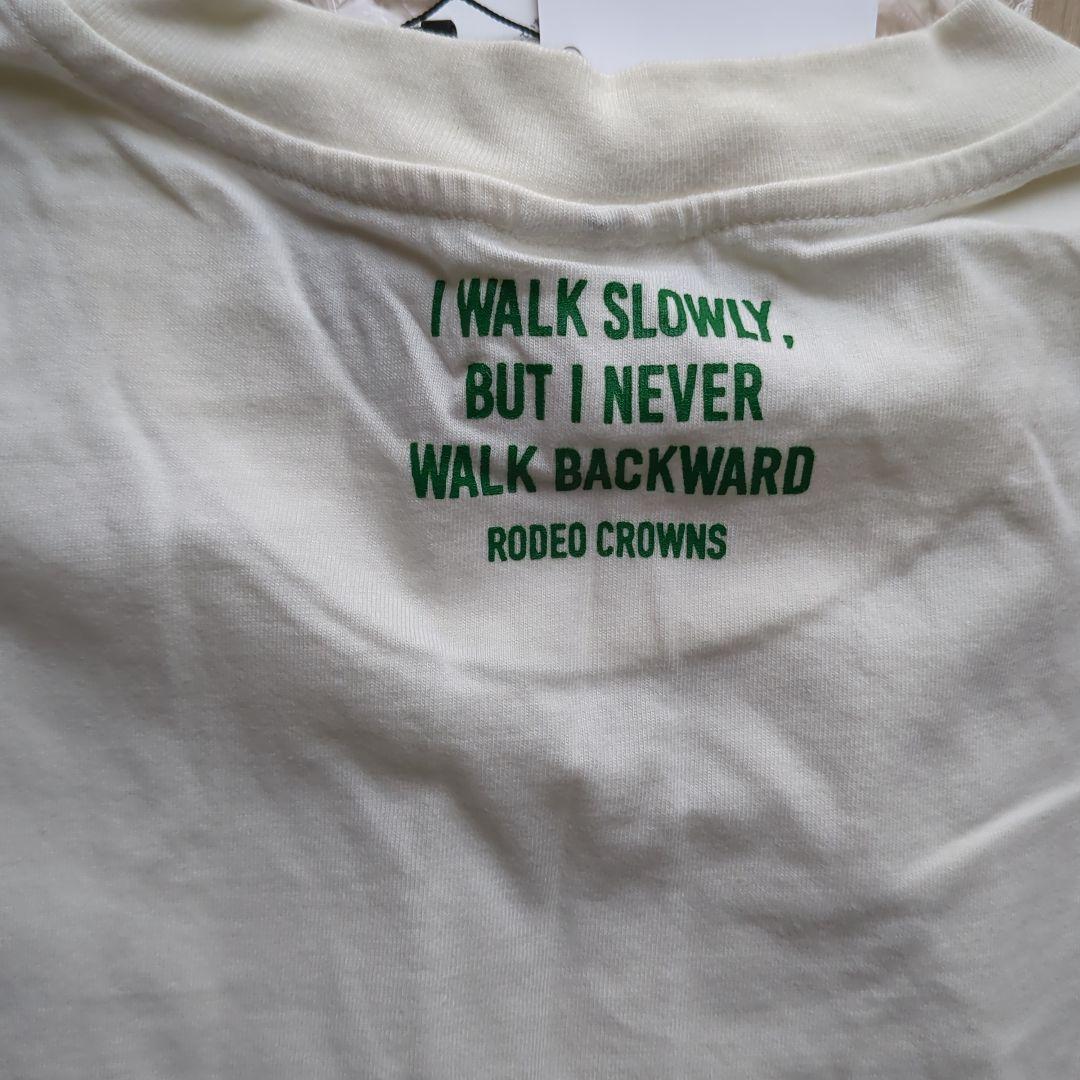 I WALK SLOWLY,
BUT I NEVER
WALK BACKWARD
RODEO CROWNS